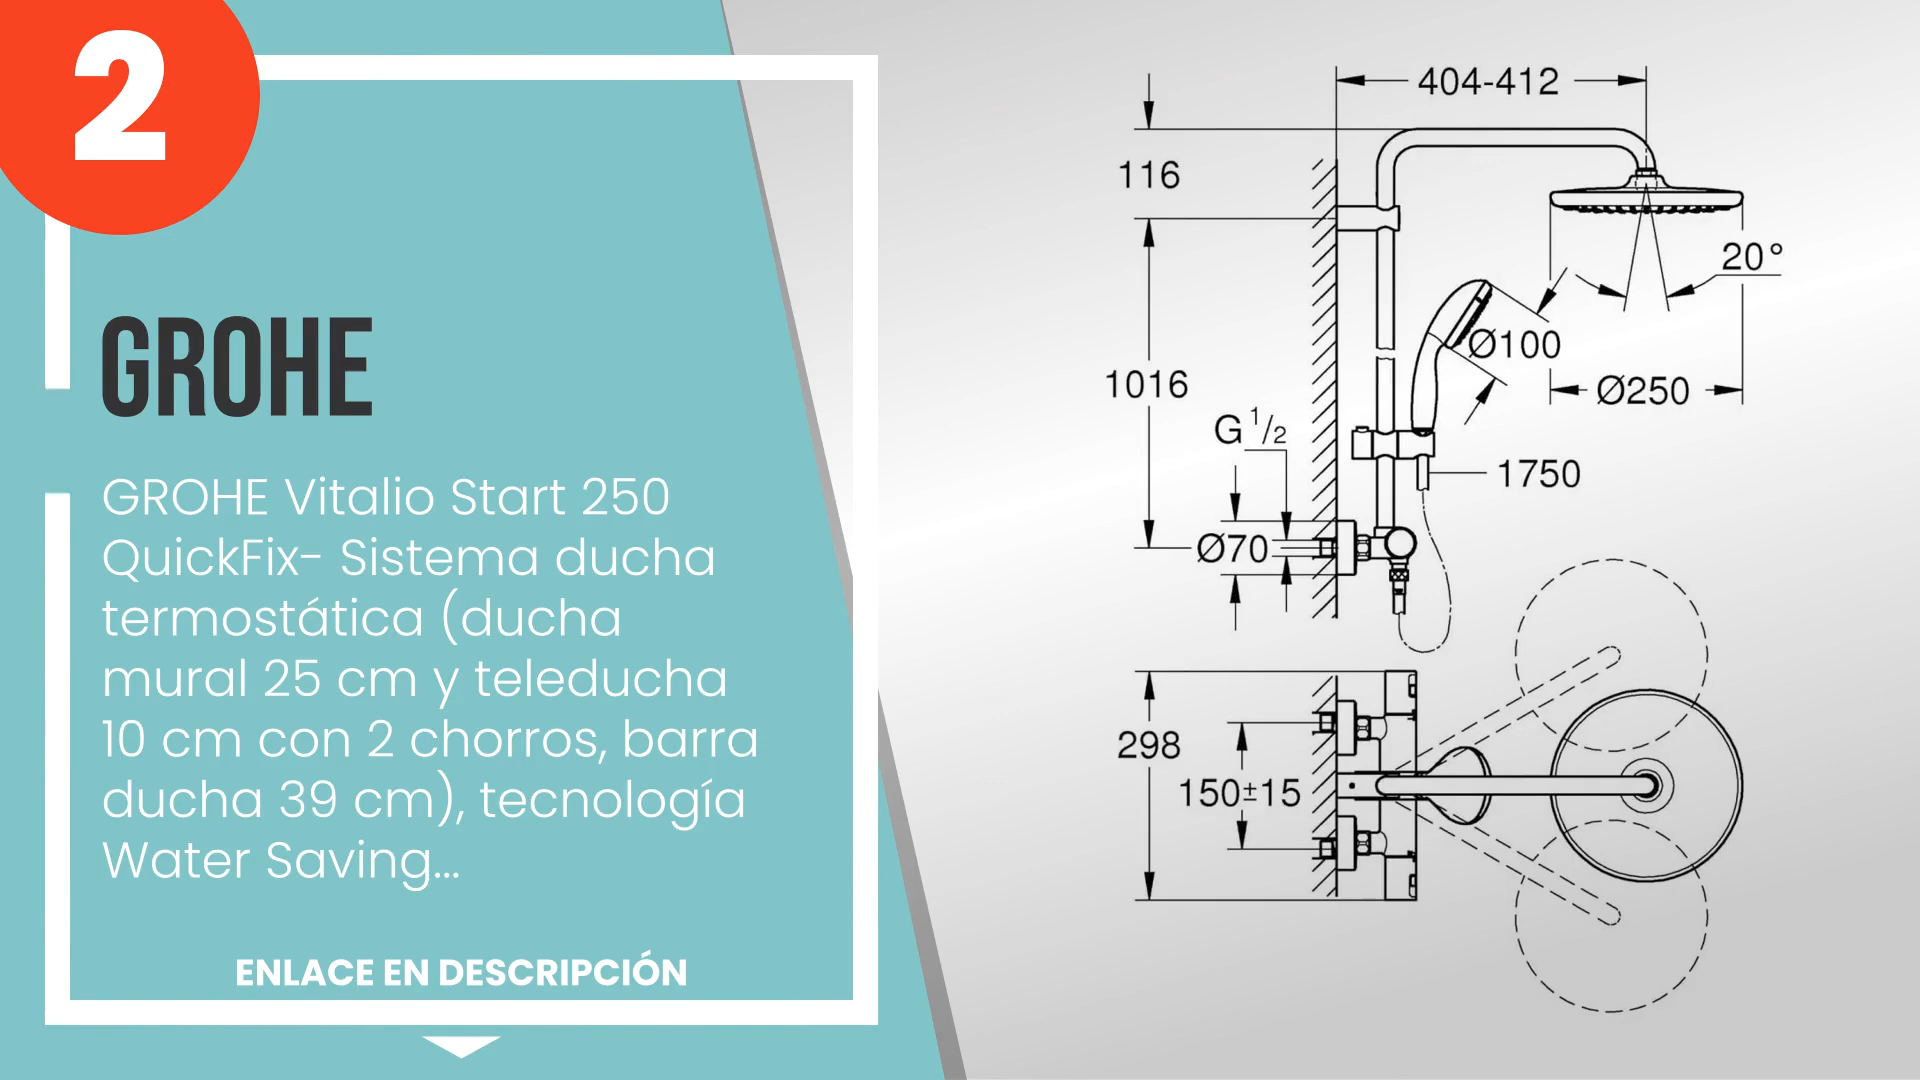 2
GROHE
GROHE Vitalio Start 250
QuickFix- Sistema ducha
termostática (ducha
mural 25 cm y teleducha
10 cm con 2 chorros, barra
ducha 39 cm), tecnología
Water Saving...
ENLACE EN DESCRIPCIÓN
404-412
116
20°
Ø100
1016
Ø250
G 1/2
1750
Ø70
298
150±15